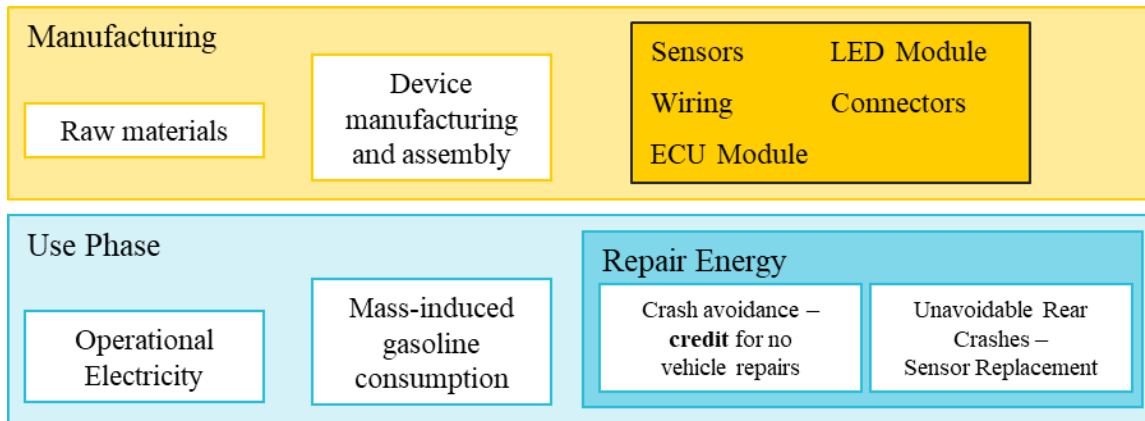 Manufacturing
Raw materials
Device
manufacturing
and assembly
Sensors
LED Module
Wiring
Connectors
ECU Module
Use Phase
Operational
Electricity
Mass-induced
gasoline
consumption
Repair Energy
Crash avoidance –
credit for no
vehicle repairs
Unavoidable Rear
Crashes –
Sensor Replacement